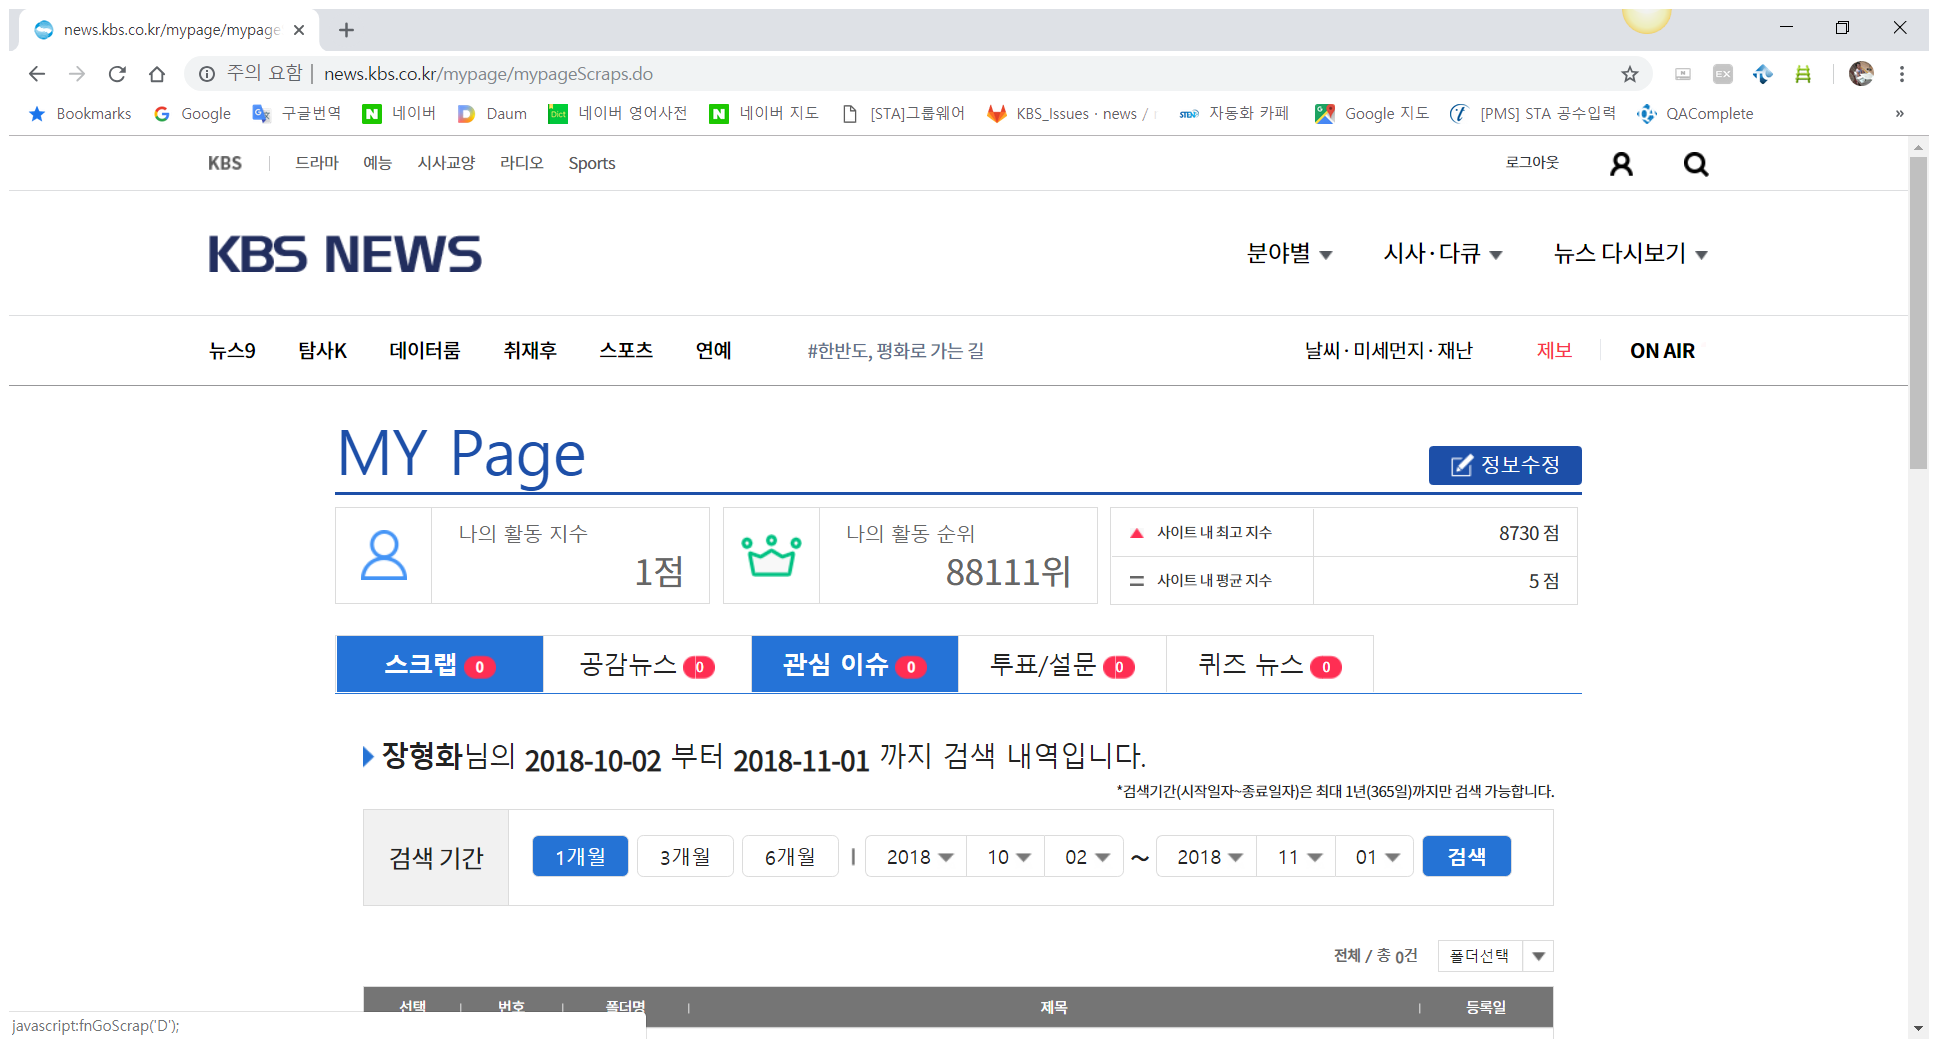 news.kbs.co.kr/mypage/mypage
주의 요함 | news.kbs.co.kr/mypage/mypageScraps.do
EX
Bookmarks Google 구글번역 네이버 Daum 네이버 영어사전 네이버 지도 [STA]그룹웨어 KBS_Issues · news / 자동화 카페 Google 지도 [PMS] STA 공수입력 QAComplete »
KBS 드라마 예능 시사교양 라디오 Sports 로그아웃
KBS NEWS
분야별 시사·다큐 뉴스 다시보기
뉴스9 탐사K 데이터룸 취재후 스포츠 연예 #한반도, 평화로 가는 길 날씨·미세먼지·재난 제보 ON AIR
MY Page
정보수정
나의 활동 지수
1점
나의 활동 순위
88111위
사이트 내 최고 지수 8730 점
사이트 내 평균 지수 5 점
스크랩 0 공감뉴스 0 관심 이슈 0 투표/설문 0 퀴즈 뉴스 0
장형화님의 2018-10-02 부터 2018-11-01 까지 검색 내역입니다.
*검색기간(시작일자~종료일자)은 최대 1년(365일)까지만 검색 가능합니다.
검색 기간 1개월 3개월 6개월 | 2018 10 02 ~ 2018 11 01 검색
전체 / 총 0건 폴더선택
선택 번호 폴더명 제목 등록일
javascript:fnGoScrap('D');